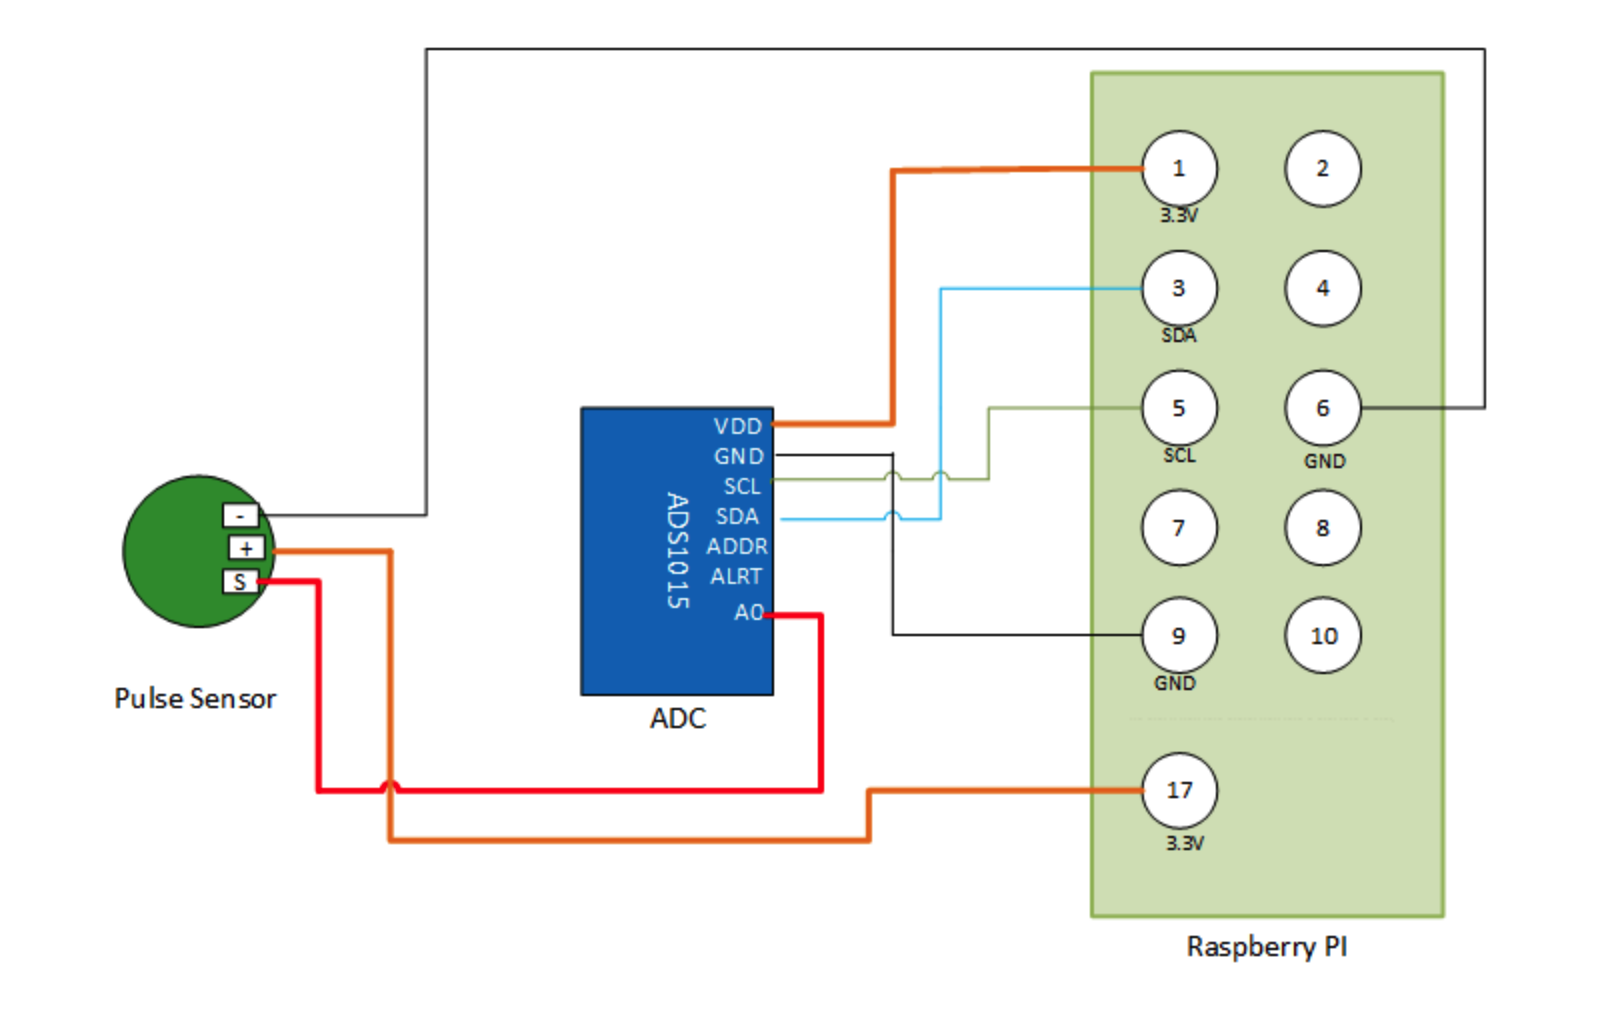 1
2
3.3V
3
4
SDA
5
6
SCL
GND
7
8
9
10
GND
17
3.3V
Raspberry PI
VDD
GND
SCL
SDA
ADDR
ALRT
A0
ADS1015
ADC
-
+
S
Pulse Sensor